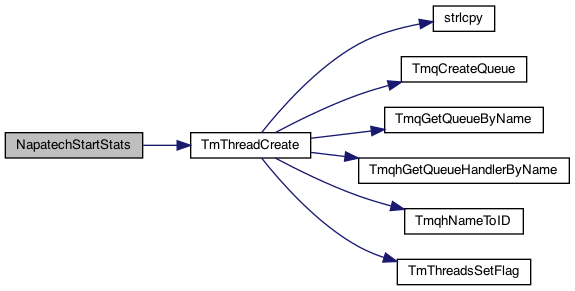 NapatechStartStats
TmThreadCreate
strlcpy
TmqCreateQueue
TmqGetQueueByName
TmqhGetQueueHandlerByName
TmqhNameToID
TmThreadsSetFlag